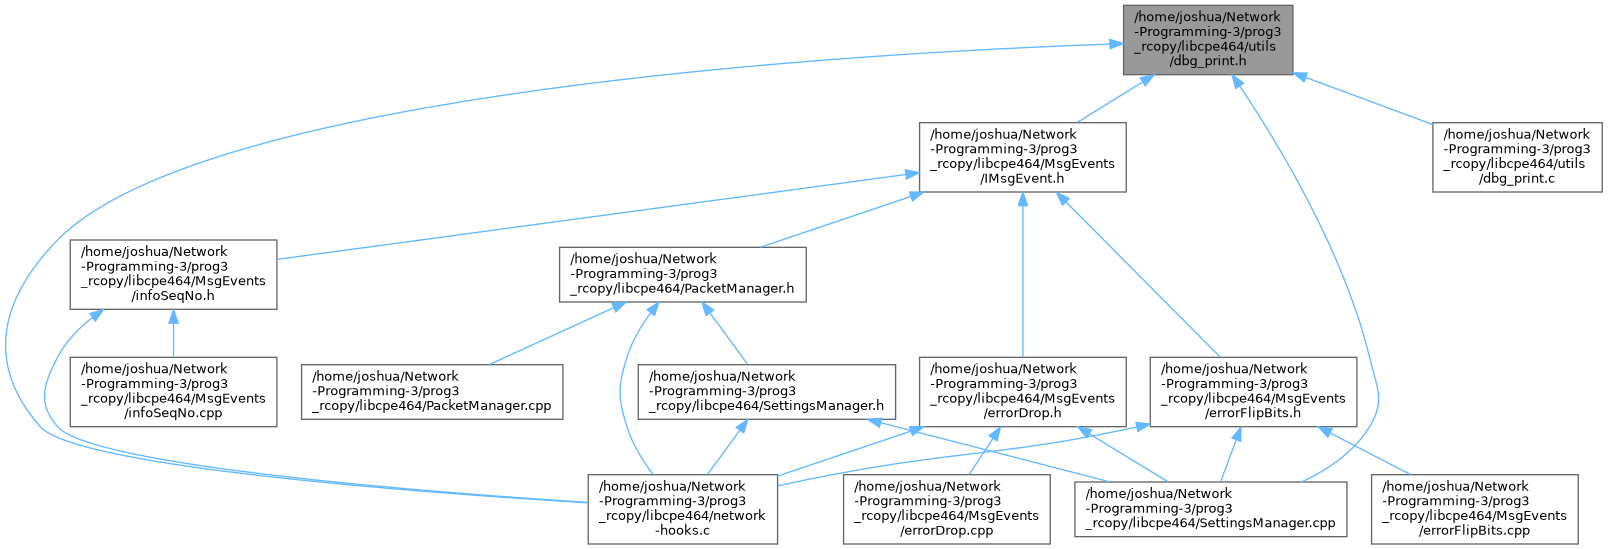 /home/joshua/Network
-Programming-3/prog3
_rcopy/libcpe464/utils
/dbg_print.h
/home/joshua/Network
-Programming-3/prog3
_rcopy/libcpe464/MsgEvents
/IMsgEvent.h
/home/joshua/Network
-Programming-3/prog3
_rcopy/libcpe464/utils
/dbg_print.c
/home/joshua/Network
-Programming-3/prog3
_rcopy/libcpe464/MsgEvents
/infoSeqNo.h
/home/joshua/Network
-Programming-3/prog3
_rcopy/libcpe464/PacketManager.h
/home/joshua/Network
-Programming-3/prog3
_rcopy/libcpe464/MsgEvents
/infoSeqNo.cpp
/home/joshua/Network
-Programming-3/prog3
_rcopy/libcpe464/PacketManager.cpp
/home/joshua/Network
-Programming-3/prog3
_rcopy/libcpe464/SettingsManager.h
/home/joshua/Network
-Programming-3/prog3
_rcopy/libcpe464/MsgEvents
/errorDrop.h
/home/joshua/Network
-Programming-3/prog3
_rcopy/libcpe464/MsgEvents
/errorFlipBits.h
/home/joshua/Network
-Programming-3/prog3
_rcopy/libcpe464/network
-hooks.c
/home/joshua/Network
-Programming-3/prog3
_rcopy/libcpe464/MsgEvents
/errorDrop.cpp
/home/joshua/Network
-Programming-3/prog3
_rcopy/libcpe464/SettingsManager.cpp
/home/joshua/Network
-Programming-3/prog3
_rcopy/libcpe464/MsgEvents
/errorFlipBits.cpp